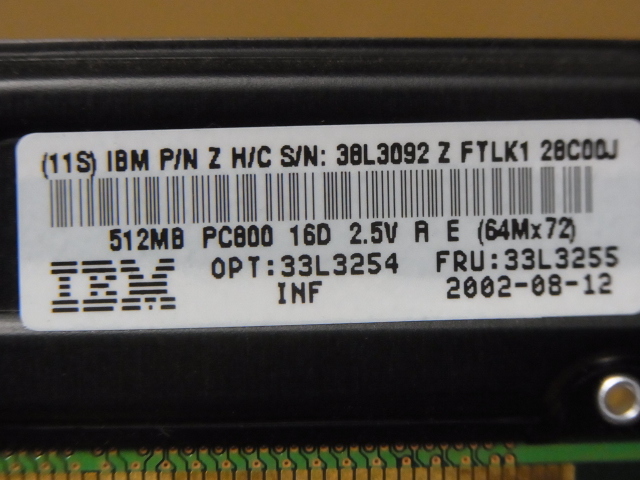 (11S) IBM P/N Z H/C S/N: 38L3092 Z FTLK1 28C00J
512MB PC800 16D 2.5V R E (64Mx72)
IBM OPT:33L3254 FRU:33L3255
INF 2002-08-12